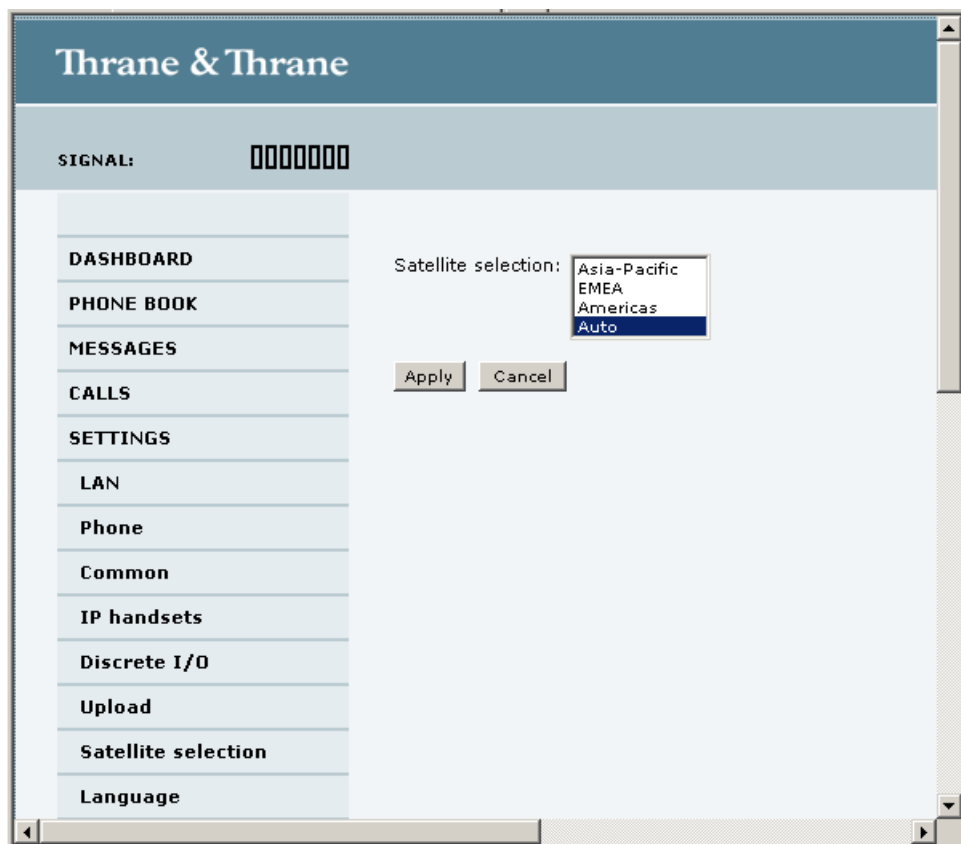 Thrane & Thrane
SIGNAL:
DASHBOARD
PHONE BOOK
MESSAGES
CALLS
SETTINGS
LAN
Phone
Common
IP handsets
Discrete I/O
Upload
Satellite selection
Language
Satellite selection:
Asia-Pacific
EMEA
Americas
Auto
Apply Cancel